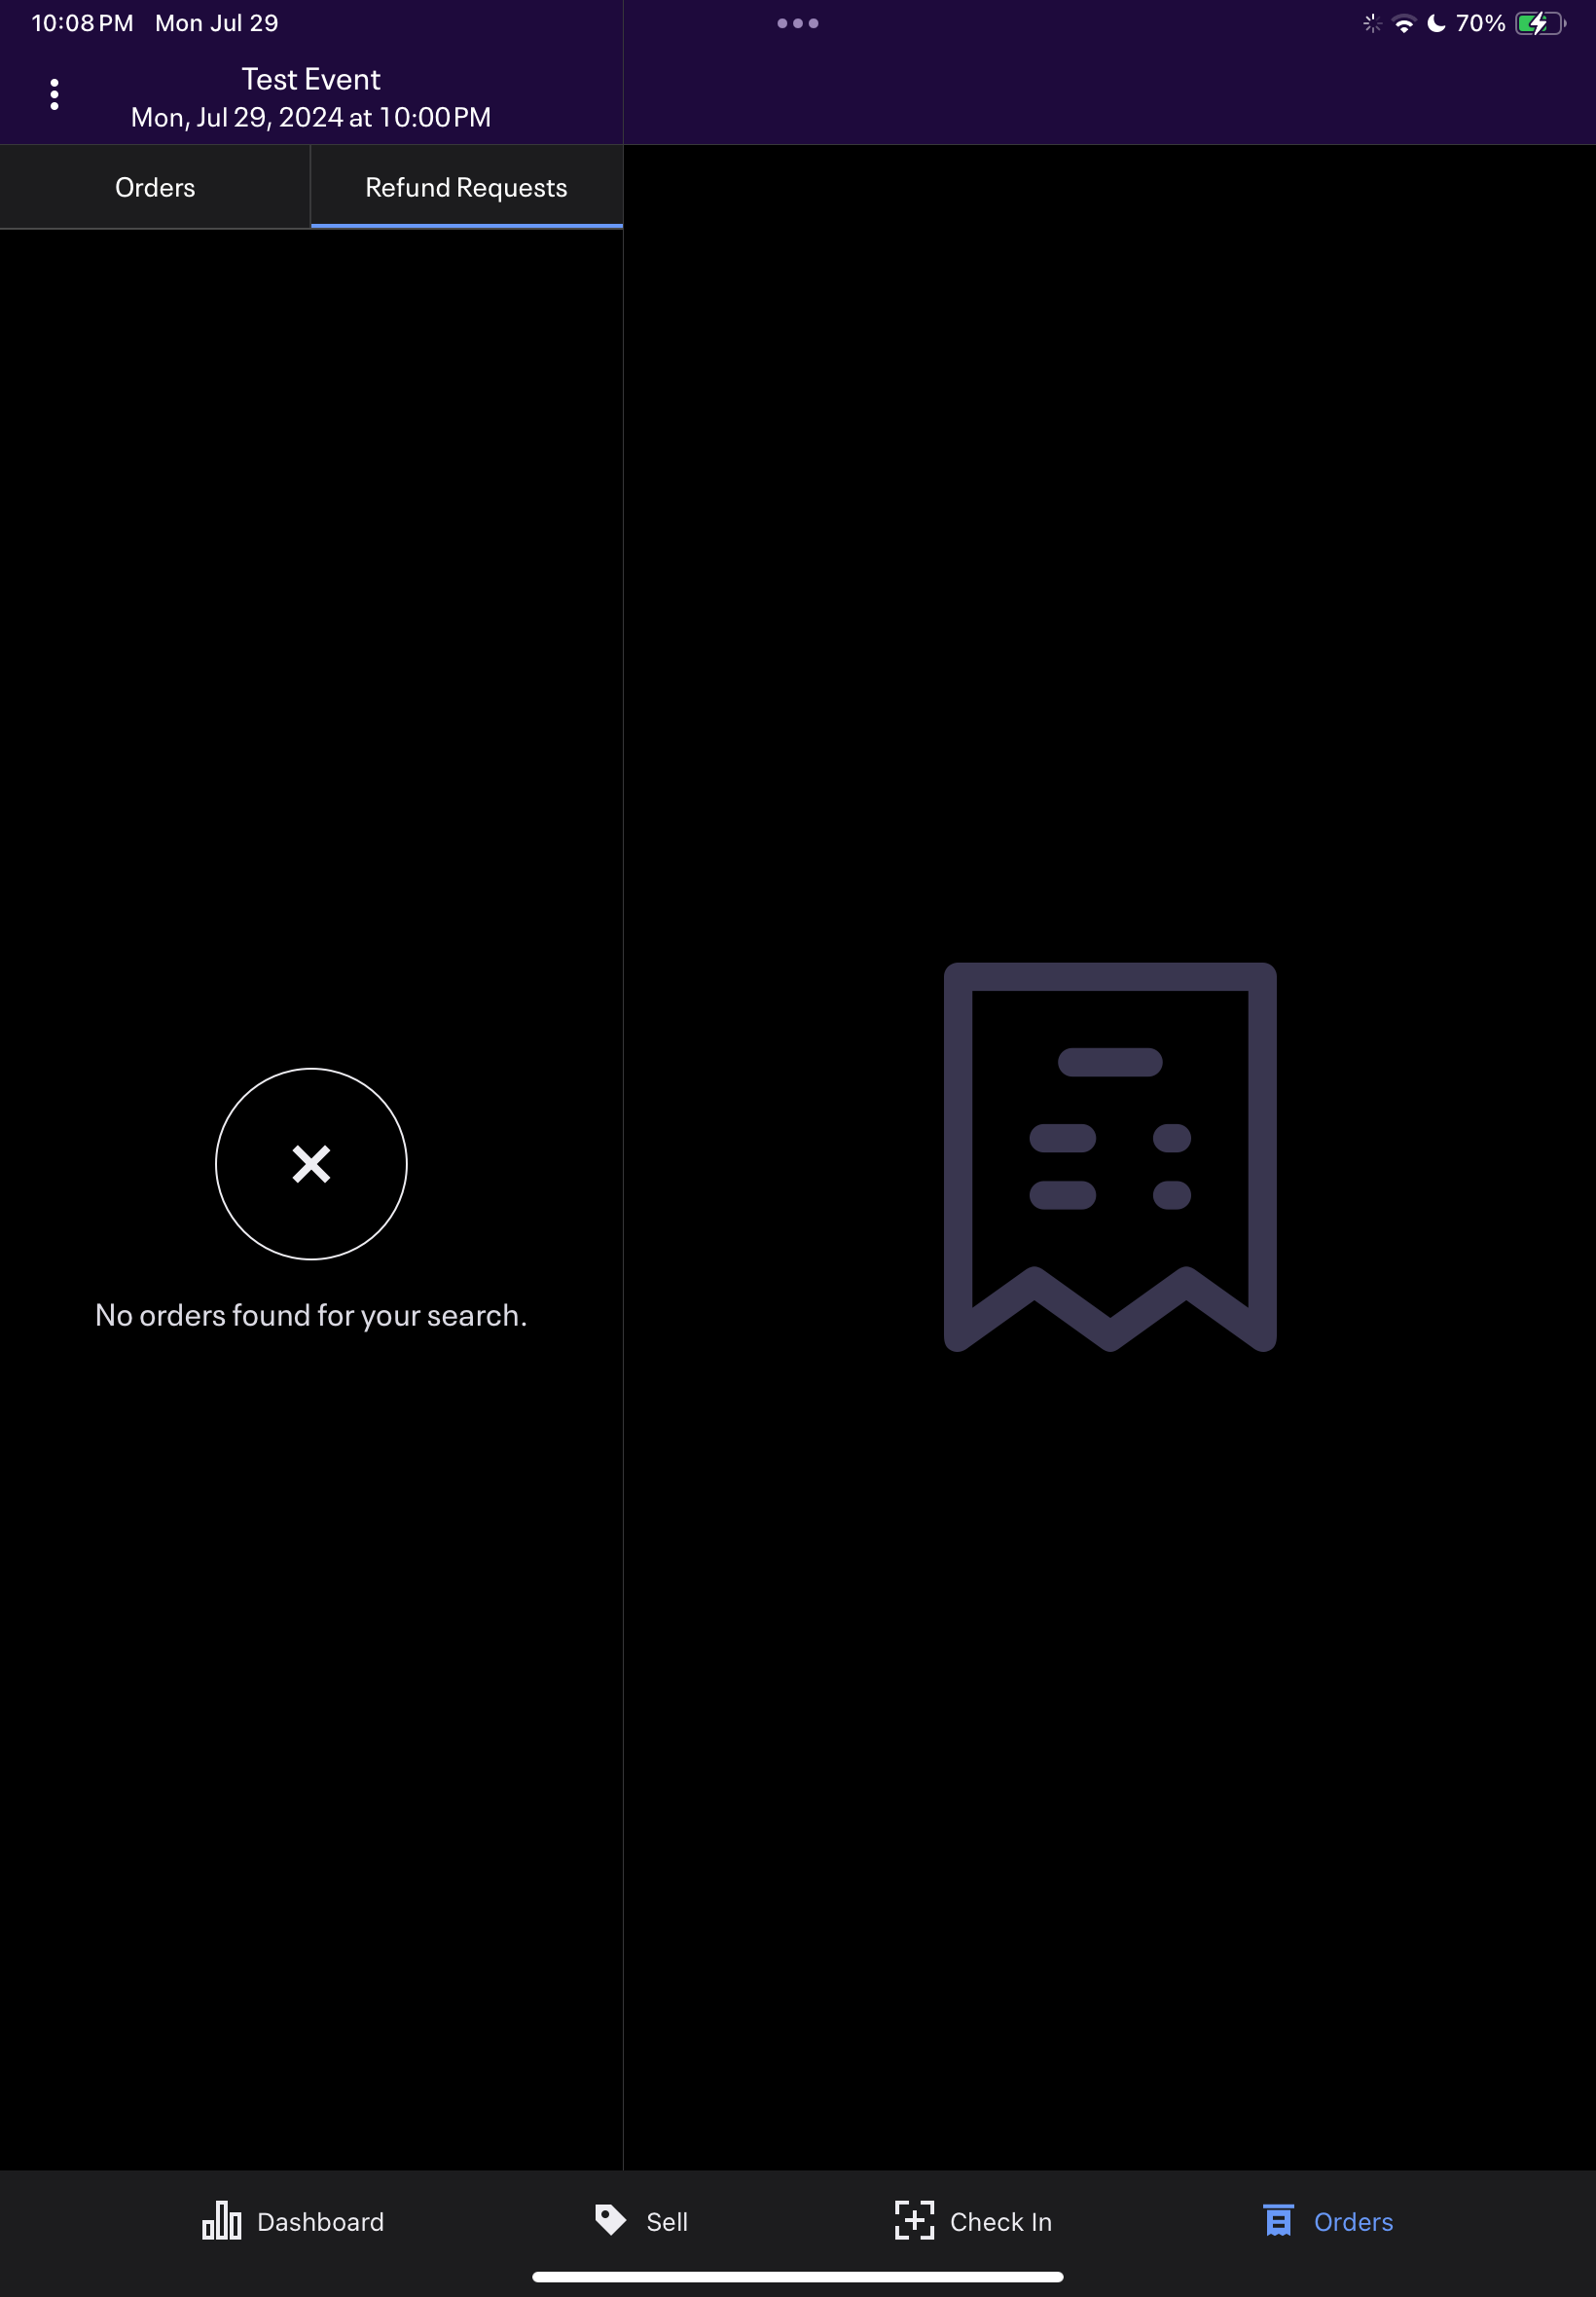 10:08 PM Mon Jul 29
70%
Test Event
Mon, Jul 29, 2024 at 10:00 PM
Orders
Refund Requests
No orders found for your search.
Dashboard
Sell
Check In
Orders